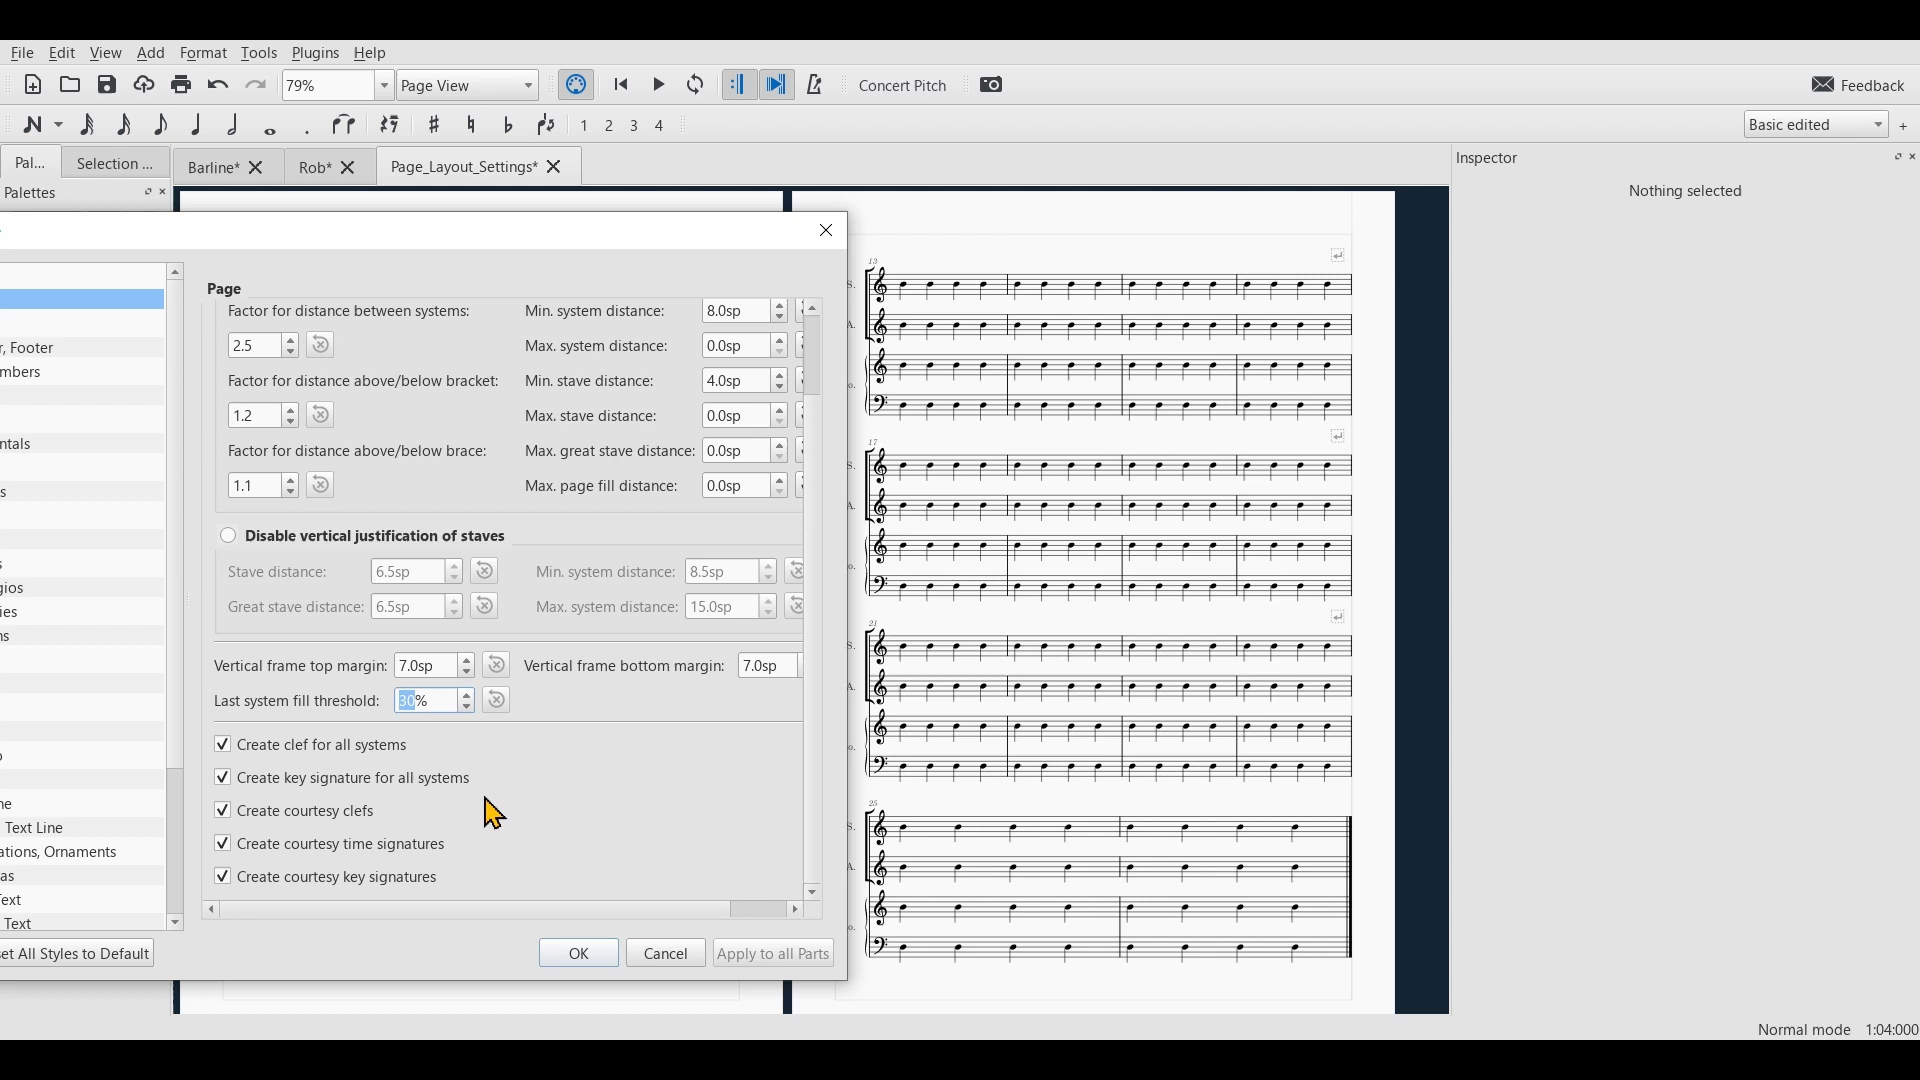 File Edit View Add Format Tools Plugins Help
79% Page View Concert Pitch Feedback
1 2 3 4 Basic edited +
Pal... Selection ... Barline* Rob* Page_Layout_Settings* Inspector
Palettes Nothing selected
Page
Factor for distance between systems: Min. system distance: 8.0sp
2.5 Max. system distance: 0.0sp
Factor for distance above/below bracket: Min. stave distance: 4.0sp
1.2 Max. stave distance: 0.0sp
Factor for distance above/below brace: Max. great stave distance: 0.0sp
1.1 Max. page fill distance: 0.0sp
Disable vertical justification of staves
Stave distance: 6.5sp Min. system distance: 8.5sp
Great stave distance: 6.5sp Max. system distance: 15.0sp
Vertical frame top margin: 7.0sp Vertical frame bottom margin: 7.0sp
Last system fill threshold: 30%
Create clef for all systems
Create key signature for all systems
Create courtesy clefs
Create courtesy time signatures
Create courtesy key signatures
r, Footer
mbers
ntals
s
s
gios
ies
ns
o
ne
Text Line
ations, Ornaments
as
Text
Text
set All Styles to Default OK Cancel Apply to all Parts
13
S.
A.
o.
17
S.
A.
o.
21
S.
A.
o.
25
S.
A.
o.
Normal mode 1:04:000